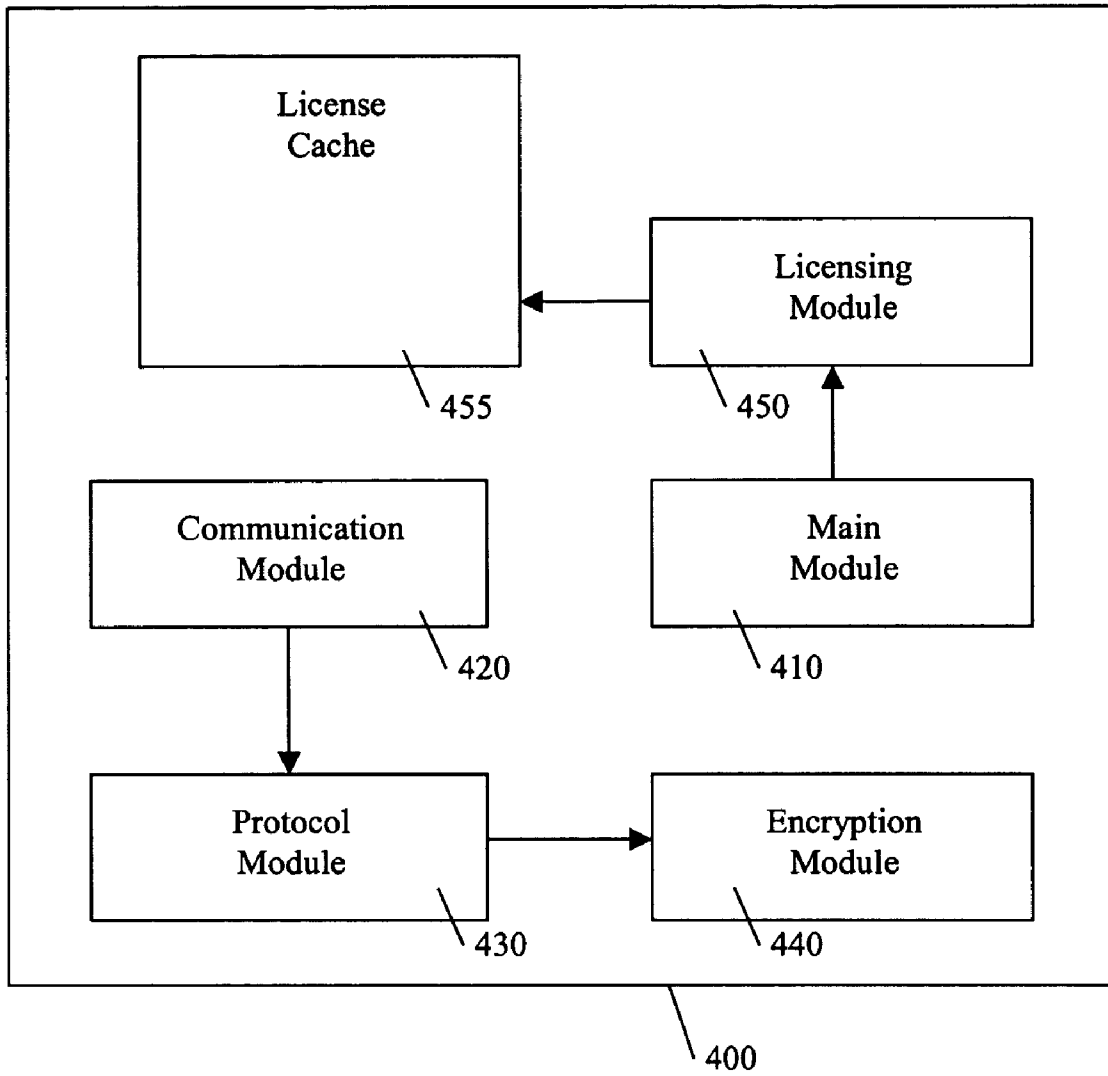 License
Cache
455
Licensing
Module
450
Communication
Module
420
Main
Module
410
Protocol
Module
430
Encryption
Module
440
400